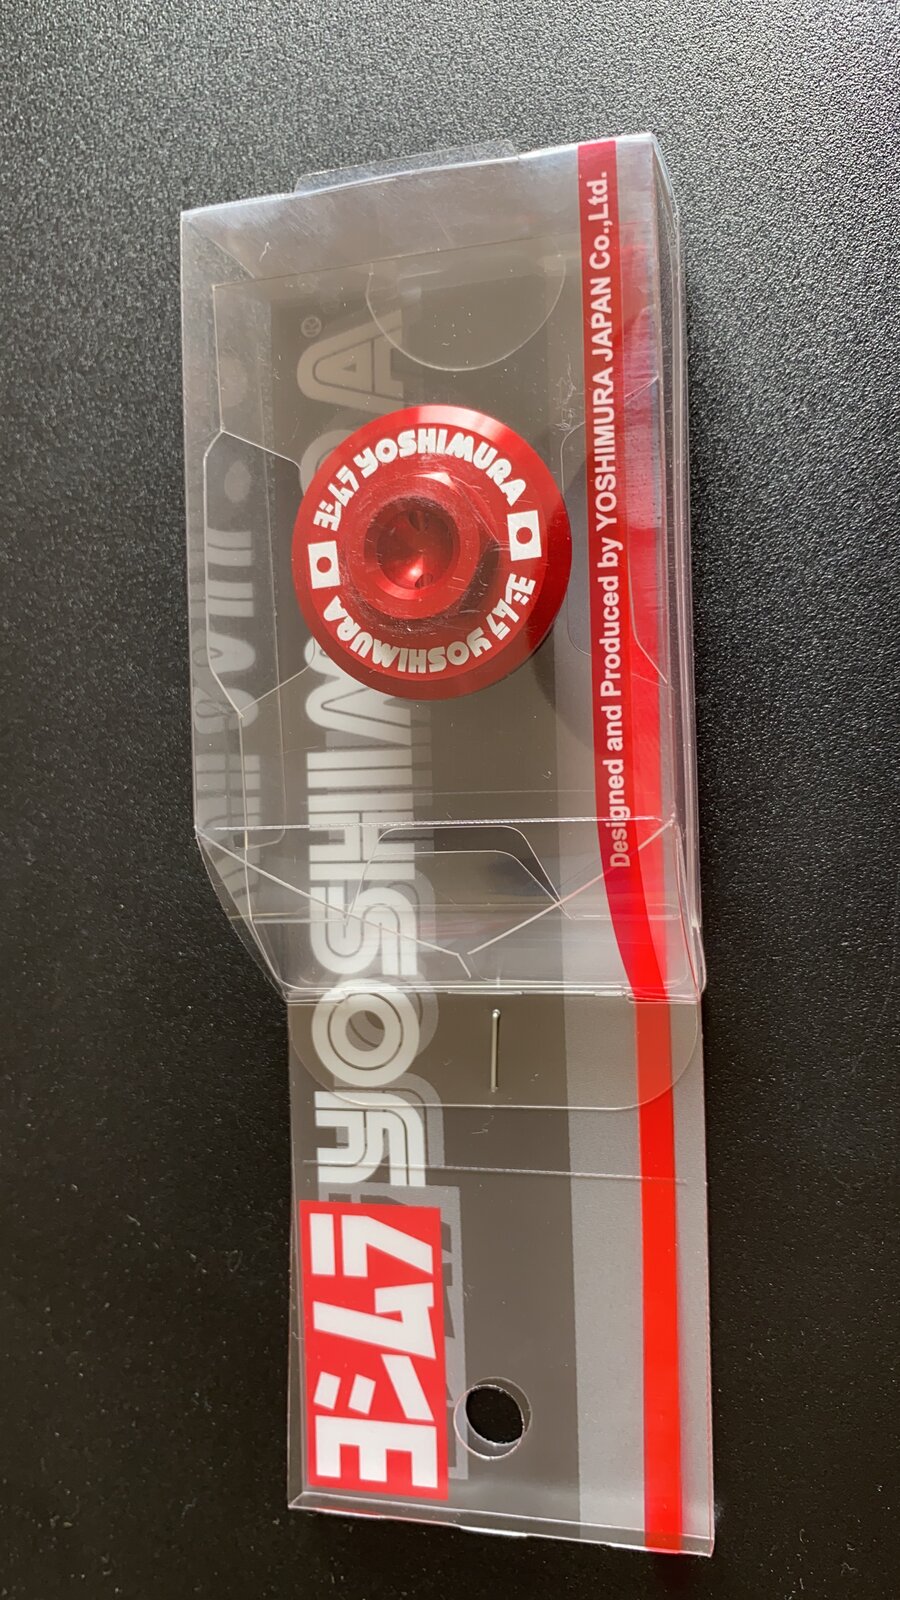 ヨシムラ YOSHIMURA®
Designed and Produced by YOSHIMURA JAPAN Co.,Ltd.
ヨシムラ YOSHIMURA
ヨシムラ YOSHIMURA